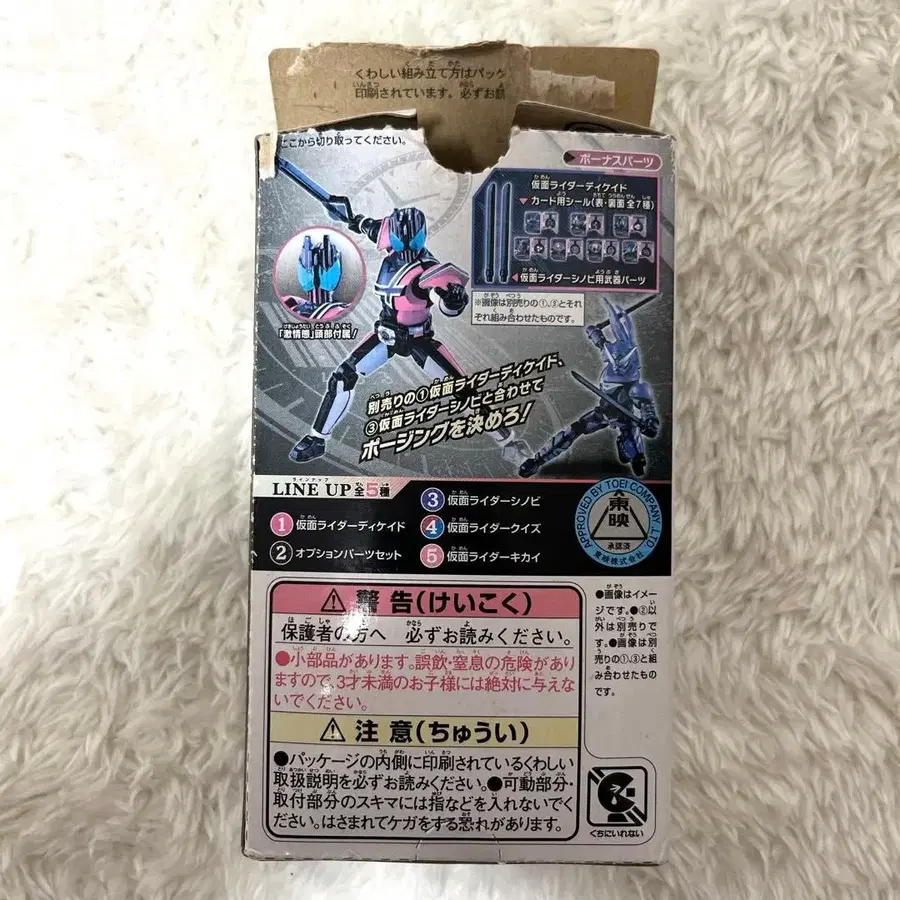 くわしい組み立て方はパッケ
印刷されています。必ずお読
ここから切り取ってください。
ボーナスパーツ
仮面ライダーディケイド
カード用シール(表・裏面 全7種)
仮面ライダーシノビ用武器パーツ
※画像は別売りの①、③とそれ
ぞれ組み合わせたものです。
「激情態」頭部付属!
別売りの①仮面ライダーディケイド、
③仮面ライダーシノビと合わせて
ポージングを決めろ!
LINE UP 全5種
1 仮面ライダーディケイド
2 オプションパーツセット
3 仮面ライダーシノビ
4 仮面ライダークイズ
5 仮面ライダーキカイ
APPROVED BY TOEI COMPANY, LTD.
東映
承認済
東映株式会社
警告(けいこく)
保護者の方へ 必ずお読みください。
●小部品があります。誤飲・窒息の危険があり
ますので、3才未満のお子様には絶対に与えな
いでください。
注意(ちゅうい)
●パッケージの内側に印刷されているくわしい
取扱説明を必ずお読みください。●可動部分・
取付部分のスキマには指などを入れないでく
ださい。はさまれてケガをする恐れがあります。
●画像はイメー
ジです。●②以
外は別売りで
す。●画像は別
売りの①、③と組
み合わせたもの
です。
くちにいれない